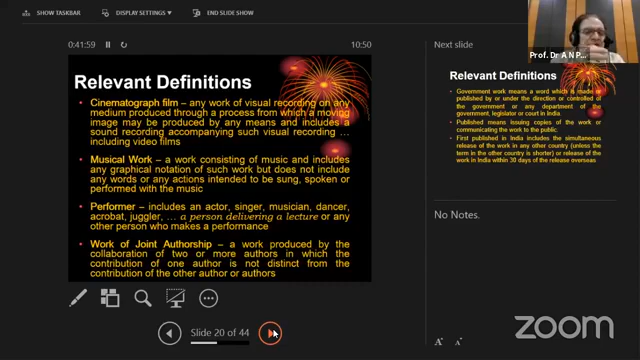 SHOW TASKBAR
DISPLAY SETTINGS ▾
END SLIDE SHOW
0:41:59
10:50
Relevant Definitions
• Cinematograph film – any work of visual recording on any
medium produced through a process from which a moving
image may be produced by any means and includes a
sound recording accompanying such visual recording …
including video films
• Musical Work – a work consisting of music and includes
any graphical notation of such work but does not include
any words or any actions intended to be sung, spoken or
performed with the music
• Performer – includes an actor, singer, musician, dancer,
acrobat, juggler, … a person delivering a lecture or any
other person who makes a performance
• Work of Joint Authorship – a work produced by the
collaboration of two or more authors in which the
contribution of one author is not distinct from the
contribution of the other author or authors
Slide 20 of 44
Next slide
Prof. Dr A N P...
Relevant Definitions
• Government work means a work which is made or
published by or under the direction or controlled of
the government or any department of the
government, legislator or court in India
• Published means issuing copies of the work or
communicating the work to the public
• First published in India includes the simultaneous
release of the work in any other country (unless the
term in the other country is shorter) or release of the
work in India within 30 days of the release overseas
No Notes.
A A
zoom